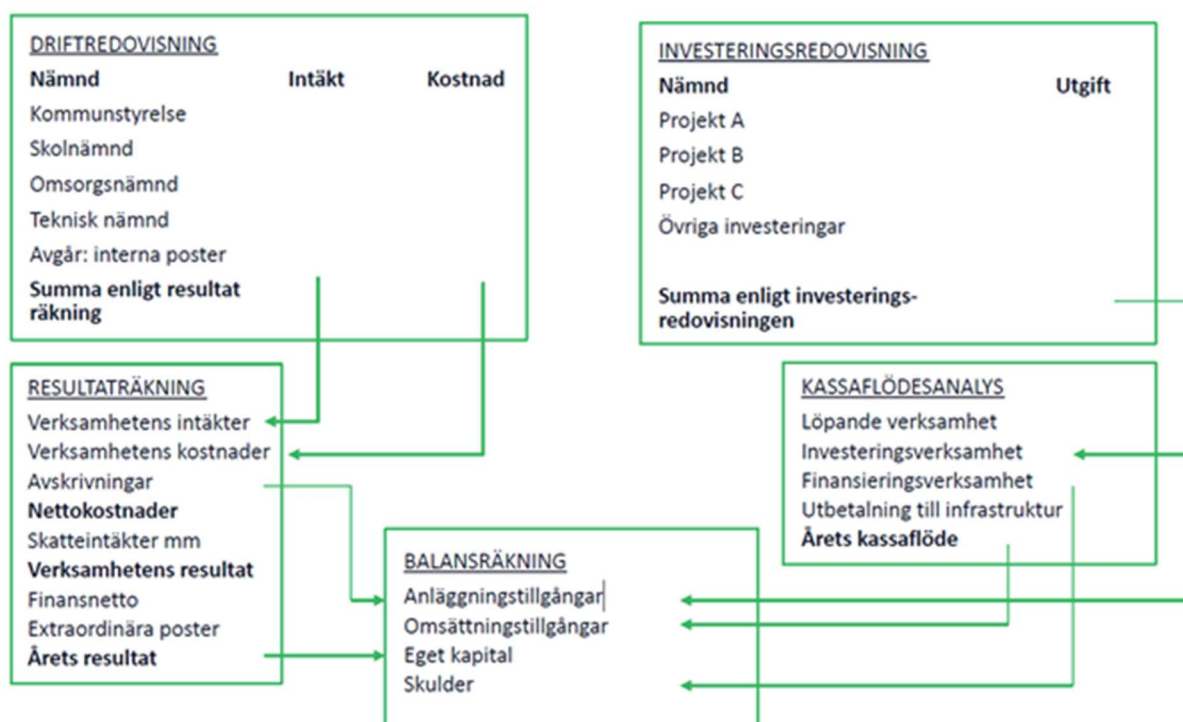 DRIFTREDOVISNING
Nämnd Intäkt Kostnad
Kommunstyrelse
Skolnämnd
Omsorgsnämnd
Teknisk nämnd
Avgår: interna poster
Summa enligt resultat
räkning
INVESTERINGSREDOVISNING
Nämnd Utgift
Projekt A
Projekt B
Projekt C
Övriga investeringar
Summa enligt investerings-
redovisningen
RESULTATRÄKNING
Verksamhetens intäkter
Verksamhetens kostnader
Avskrivningar
Nettokostnader
Skatteintäkter mm
Verksamhetens resultat
Finansnetto
Extraordinära poster
Årets resultat
KASSAFLÖDESANALYS
Löpande verksamhet
Investeringsverksamhet
Finansieringsverksamhet
Utbetalning till infrastruktur
Årets kassaflöde
BALANSRÄKNING
Anläggningstillgångar
Omsättningstillgångar
Eget kapital
Skulder